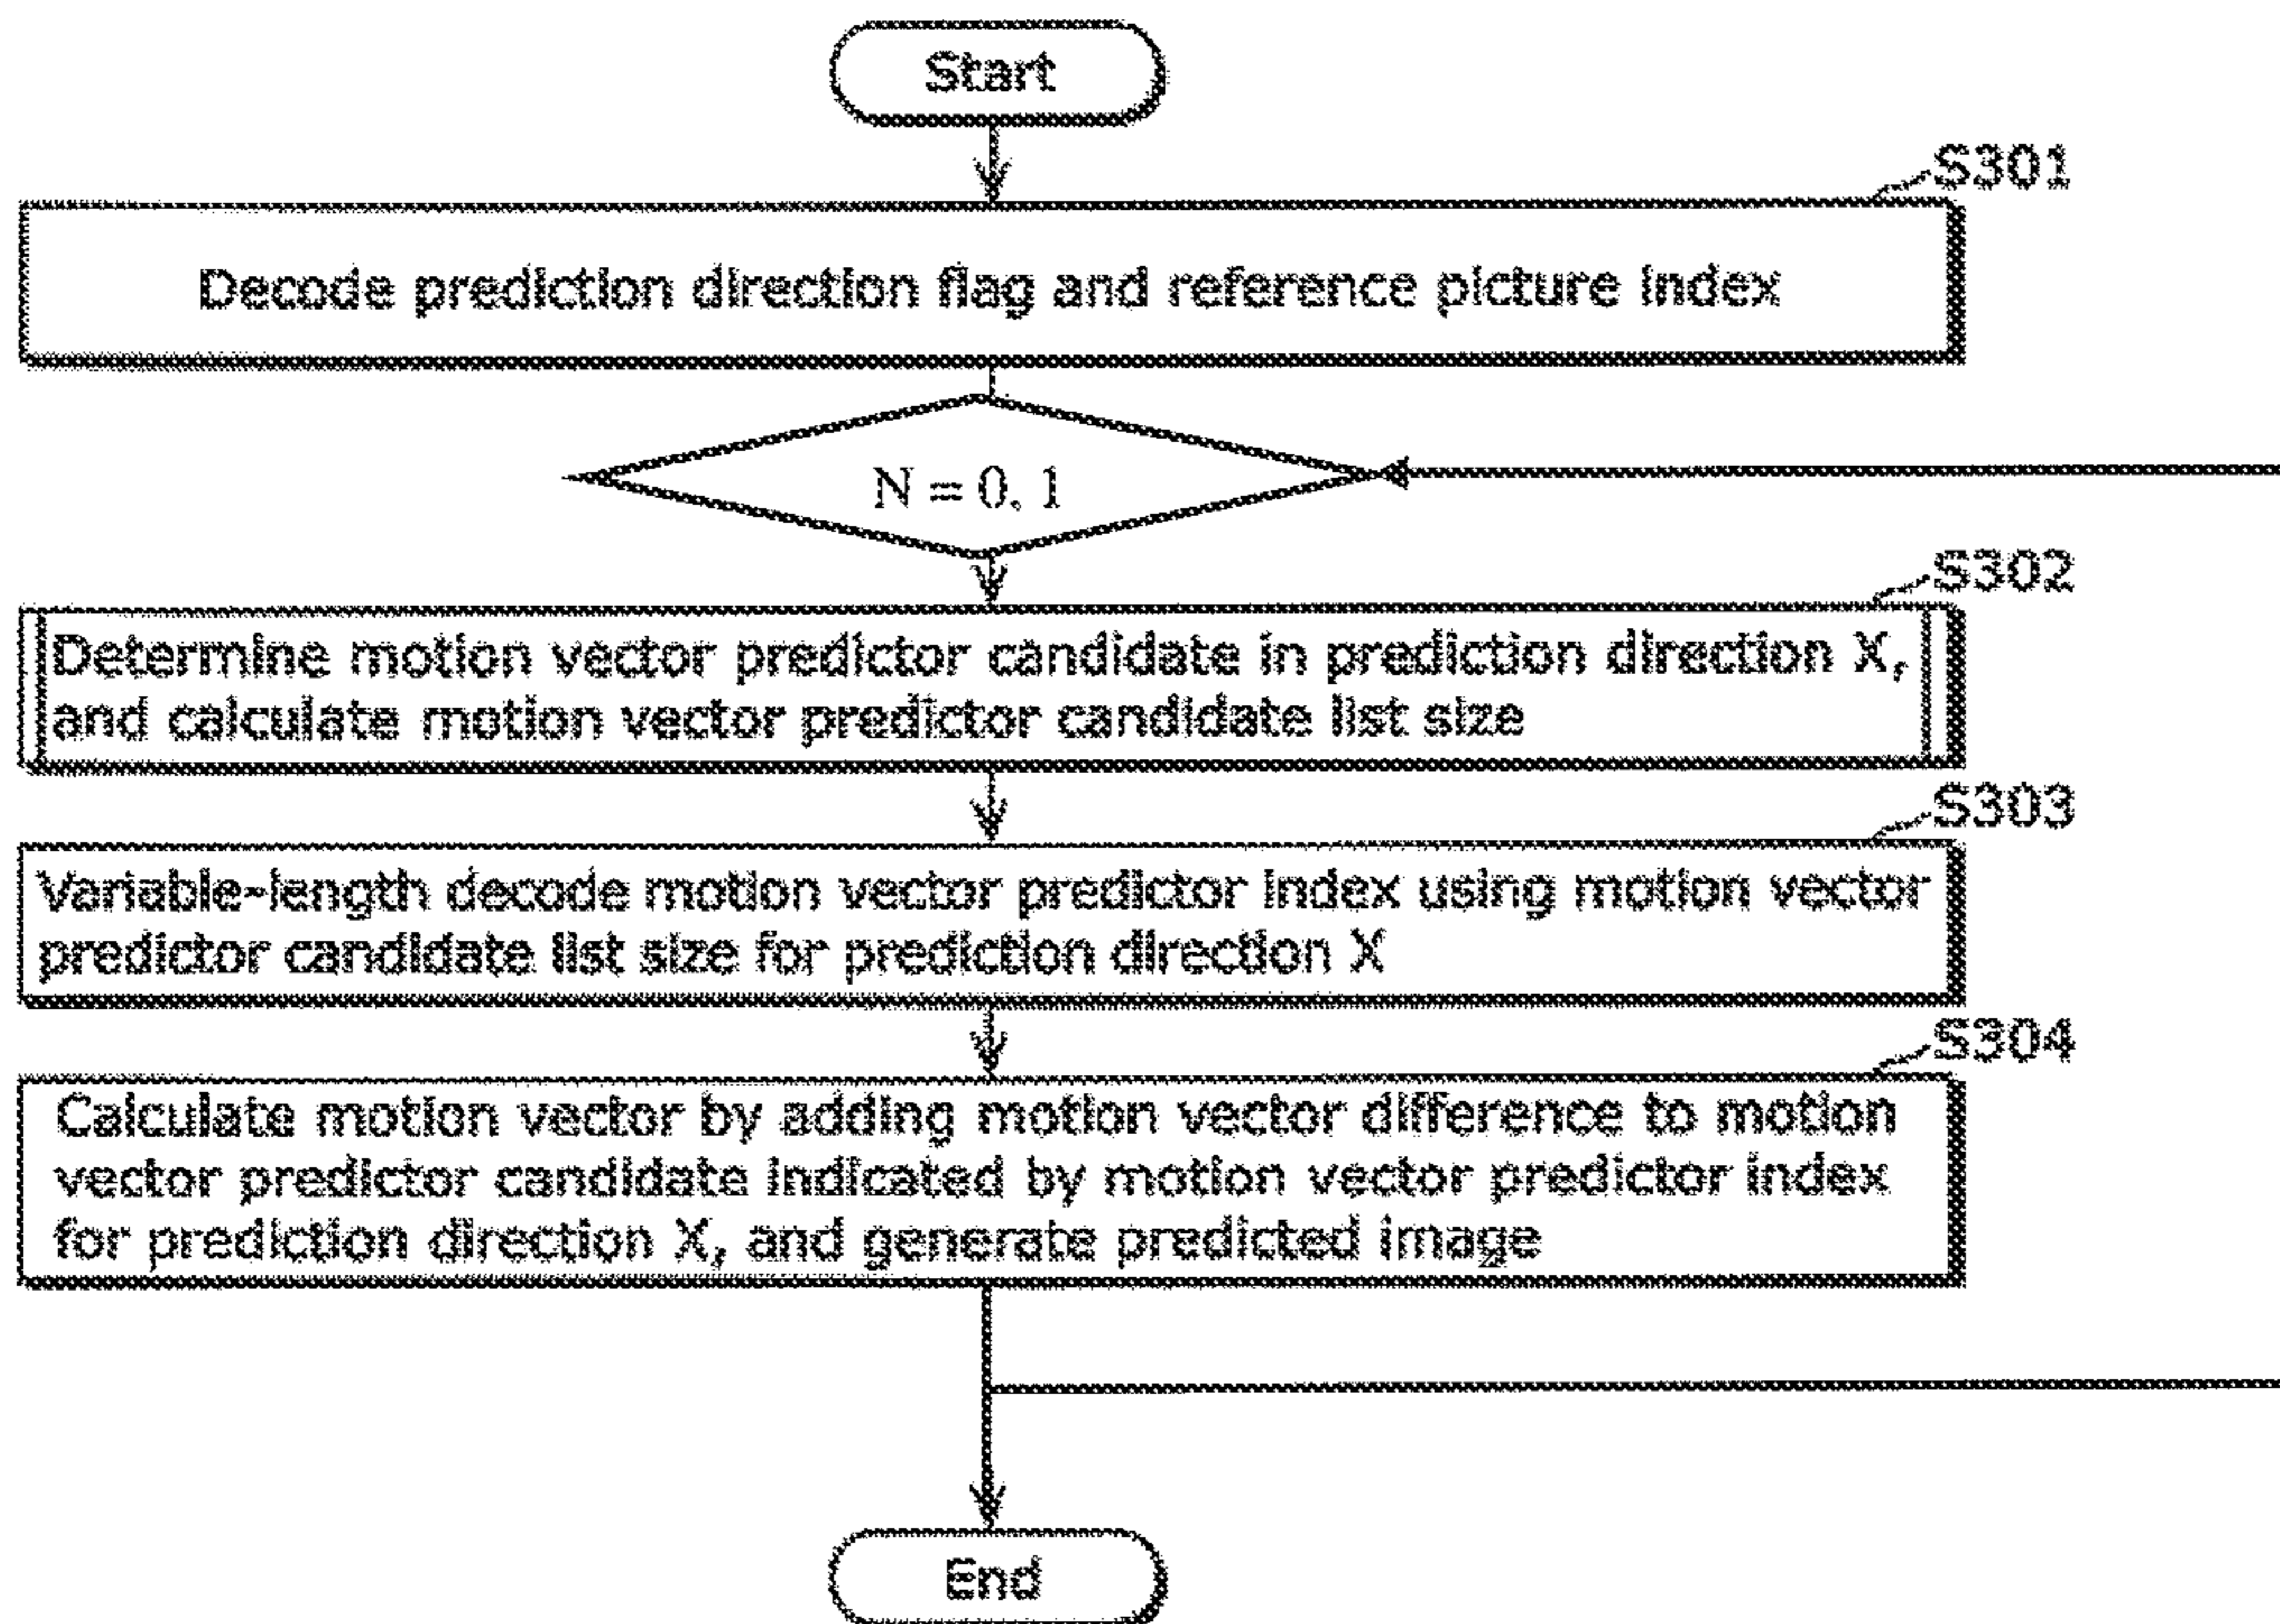 Start
S301
Decode prediction direction flag and reference picture index
N = 0, 1
S302
Determine motion vector predictor candidate in prediction direction X,
and calculate motion vector predictor candidate list size
S303
Variable-length decode motion vector predictor index using motion vector
predictor candidate list size for prediction direction X
S304
Calculate motion vector by adding motion vector difference to motion
vector predictor candidate indicated by motion vector predictor index
for prediction direction X, and generate predicted image
End